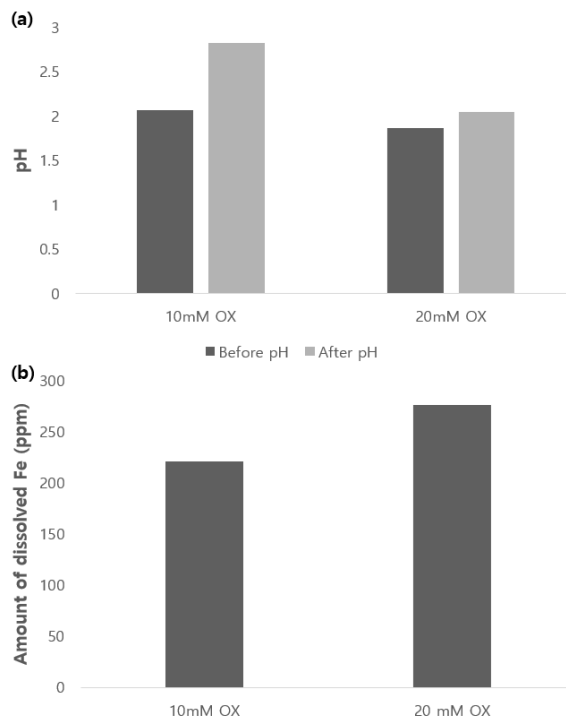 (a)
pH
3
2.5
2
1.5
1
0.5
0
10mM OX 20mM OX
Before pH After pH
(b)
Amount of dissolved Fe (ppm)
300
250
200
150
100
50
0
10mM OX 20 mM OX